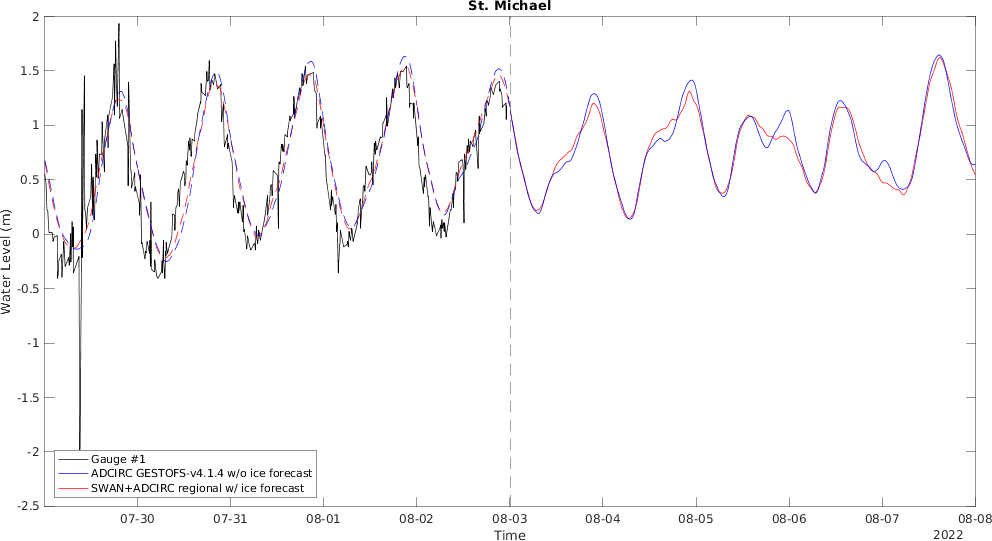 St. Michael
2
1.5
1
0.5
0
-0.5
-1
-1.5
-2
-2.5
Water Level (m)
Gauge #1
ADCIRC GESTOFS-v4.1.4 w/o ice forecast
SWAN+ADCIRC regional w/ ice forecast
07-30 07-31 08-01 08-02 08-03 08-04 08-05 08-06 08-07 08-08
Time
2022